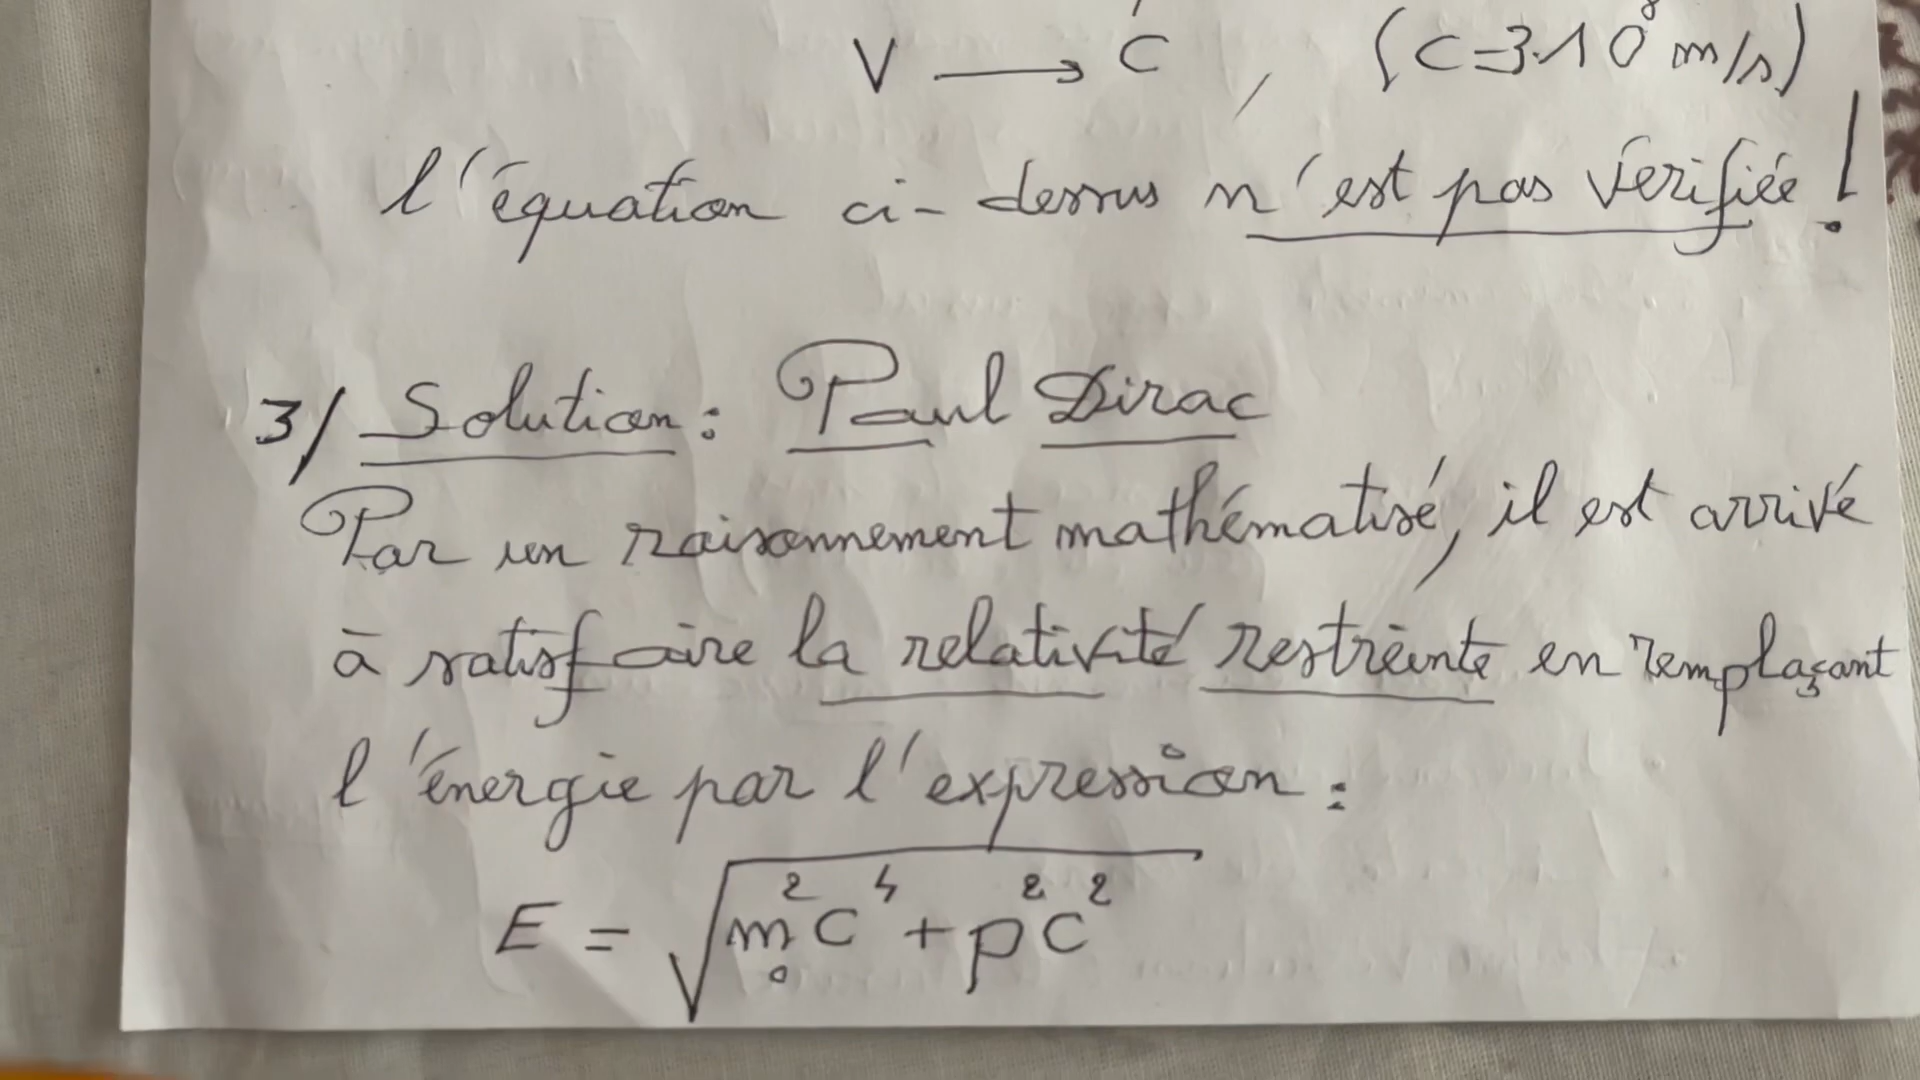 V → C , (C=3.10⁸ m/s)
l'équation ci-dessus n'est pas vérifiée !
3/ Solution : Paul Dirac
Par un raisonnement mathématisé, il est arrivé
à satisfaire la relativité restreinte en remplaçant
l'énergie par l'expression :
E = √(m₀²C⁴ + p²C²)